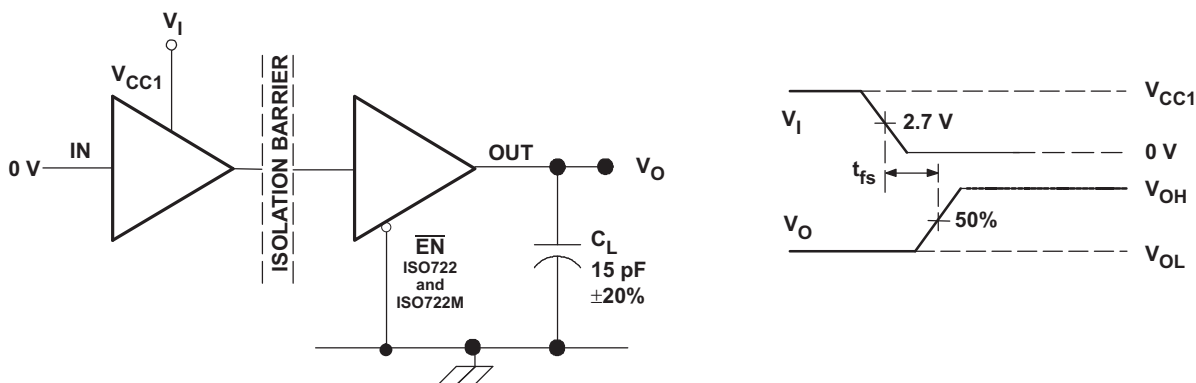 V_I
V_CC1
ISOLATION BARRIER
0 V
IN
OUT
V_O
EN
ISO722
and
ISO722M
C_L
15 pF
±20%
V_I
V_CC1
2.7 V
0 V
t_fs
V_OH
V_O
50%
V_OL